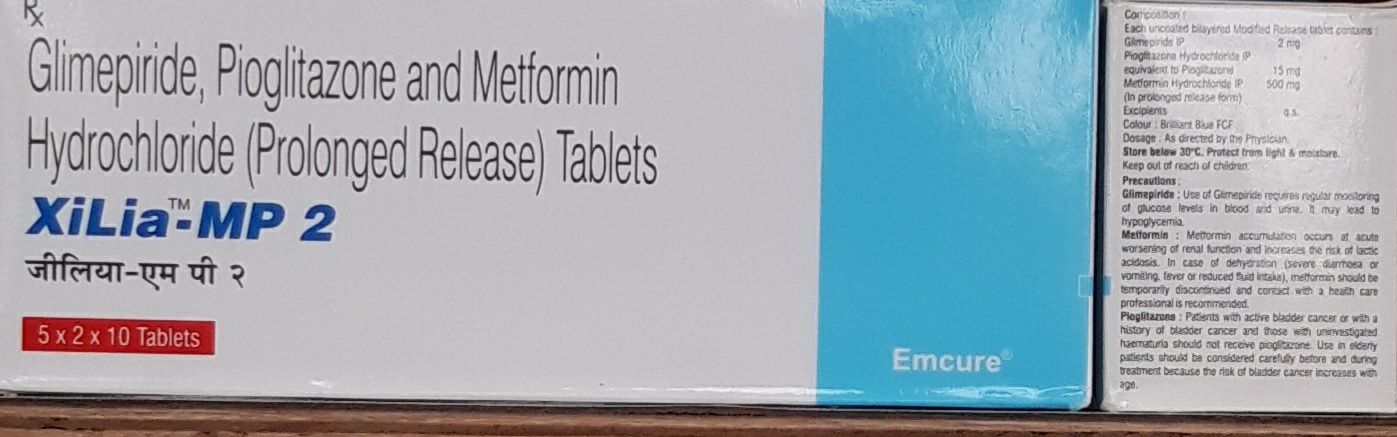 Rx
Glimepiride, Pioglitazone and Metformin
Hydrochloride (Prolonged Release) Tablets
XiLia™-MP 2
जीलिया-एम पी २
5 x 2 x 10 Tablets
Emcure®
Composition :
Each uncoated bilayered Modified Release tablet contains :
Glimepiride IP 2 mg
Pioglitazone Hydrochloride IP
equivalent to Pioglitazone 15 mg
Metformin Hydrochloride IP 500 mg
(In prolonged release form)
Excipients q.s.
Colour : Brilliant Blue FCF
Dosage : As directed by the Physician.
Store below 30°C. Protect from light & moisture.
Keep out of reach of children.
Precautions :
Glimepiride : Use of Glimepiride requires regular monitoring
of glucose levels in blood and urine. It may lead to
hypoglycemia.
Metformin : Metformin accumulation occurs at acute
worsening of renal function and increases the risk of lactic
acidosis. In case of dehydration (severe diarrhoea or
vomiting, fever or reduced fluid intake), metformin should be
temporarily discontinued and contact with a health care
professional is recommended.
Pioglitazone : Patients with active bladder cancer or with a
history of bladder cancer and those with uninvestigated
haematuria should not receive pioglitazone. Use in elderly
patients should be considered carefully before and during
treatment because the risk of bladder cancer increases with
age.